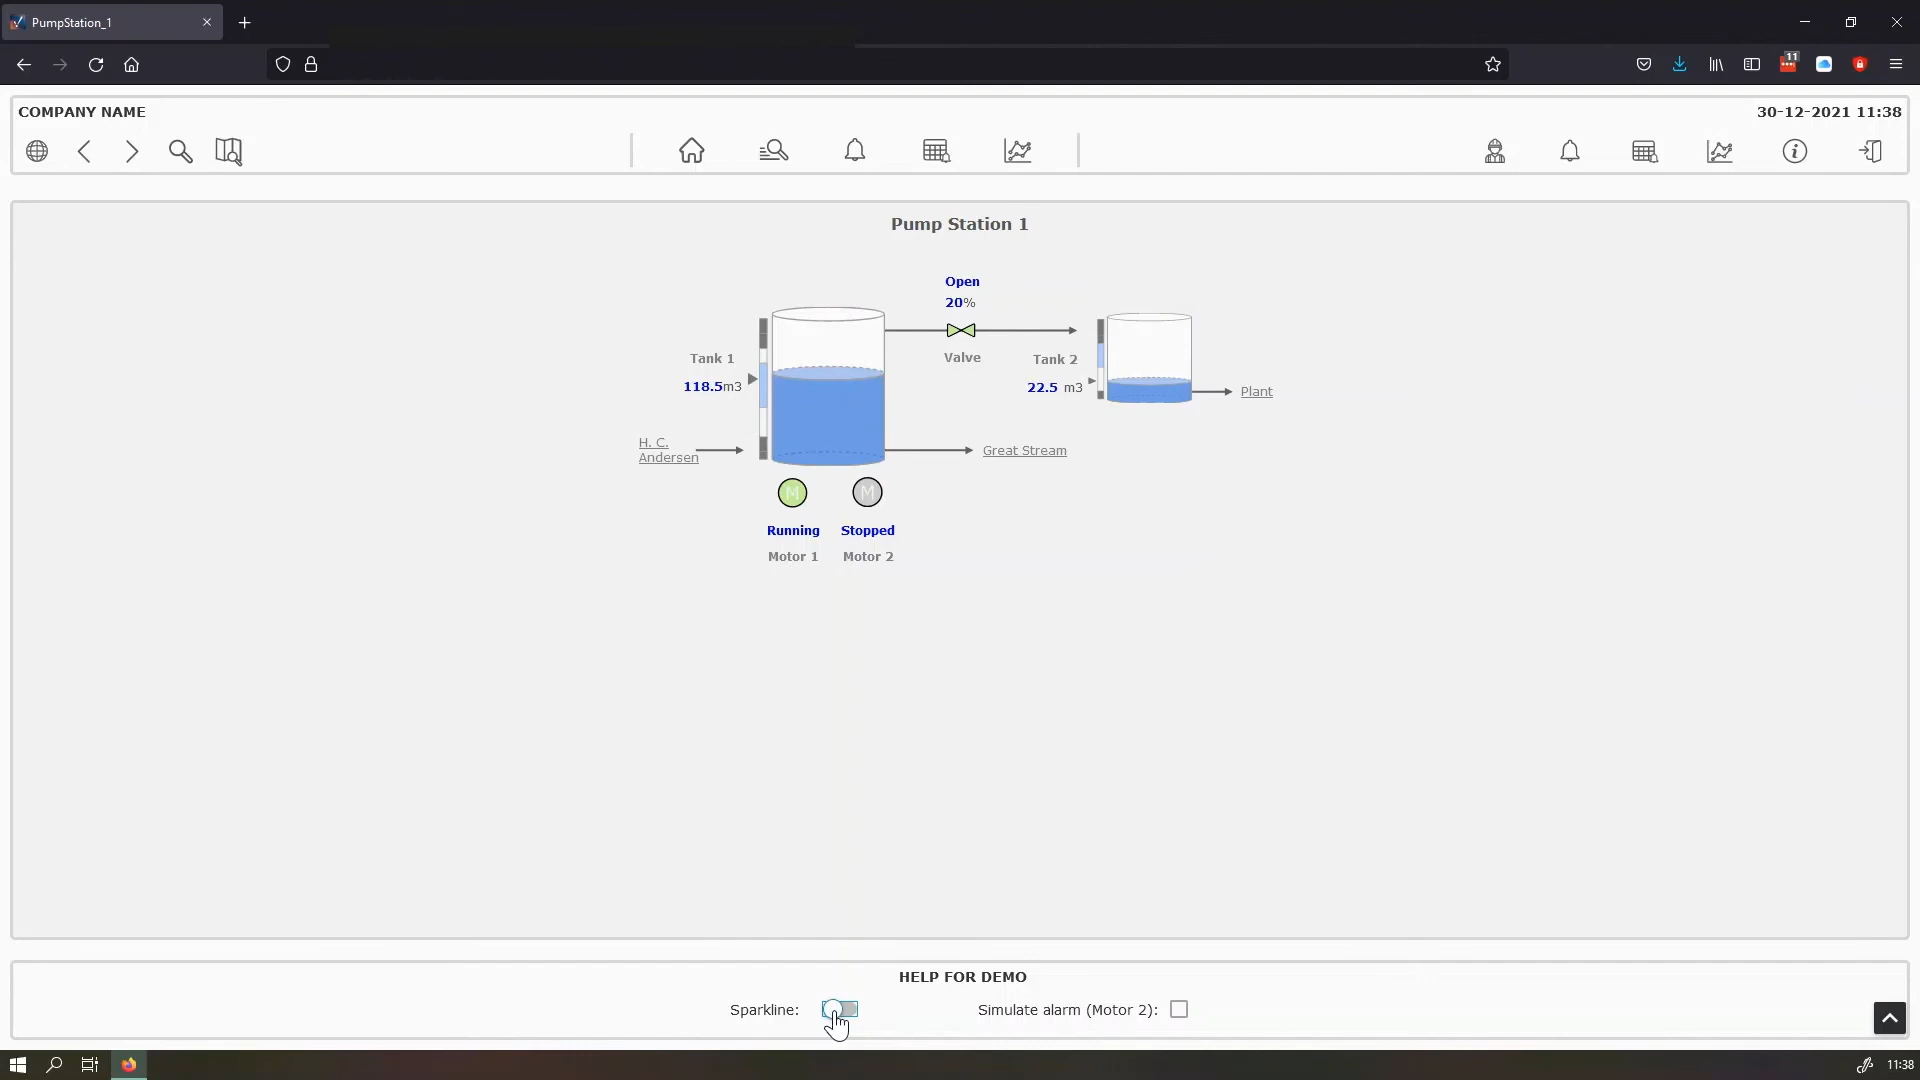 PumpStation_1
11
COMPANY NAME
30-12-2021 11:38
Pump Station 1
Open
20%
Valve
Tank 1
118.5m3
Tank 2
22.5 m3
Plant
H. C.
Andersen
Great Stream
M M
Running Stopped
Motor 1 Motor 2
HELP FOR DEMO
Sparkline: Simulate alarm (Motor 2):
11:38